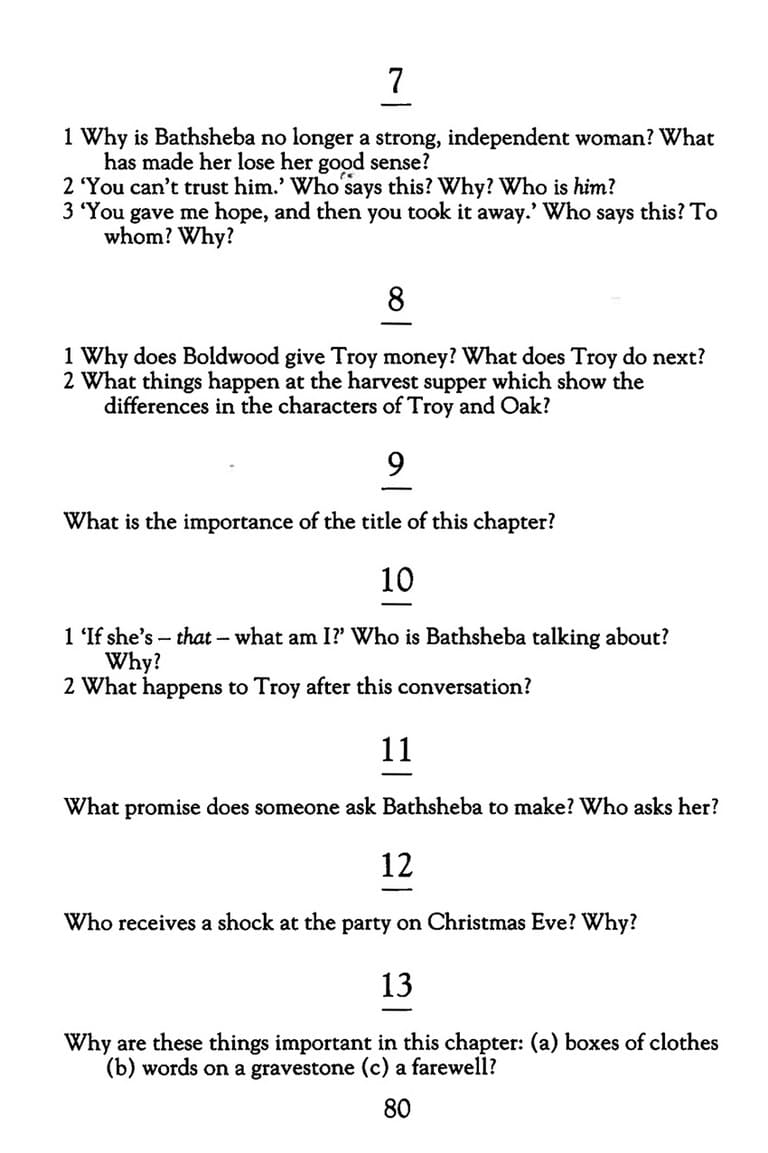 7
1 Why is Bathsheba no longer a strong, independent woman? What
has made her lose her good sense?
2 ‘You can’t trust him.’ Who says this? Why? Who is him?
3 ‘You gave me hope, and then you took it away.’ Who says this? To
whom? Why?
8
1 Why does Boldwood give Troy money? What does Troy do next?
2 What things happen at the harvest supper which show the
differences in the characters of Troy and Oak?
9
What is the importance of the title of this chapter?
10
1 ‘If she’s – that – what am I?’ Who is Bathsheba talking about?
Why?
2 What happens to Troy after this conversation?
11
What promise does someone ask Bathsheba to make? Who asks her?
12
Who receives a shock at the party on Christmas Eve? Why?
13
Why are these things important in this chapter: (a) boxes of clothes
(b) words on a gravestone (c) a farewell?
80